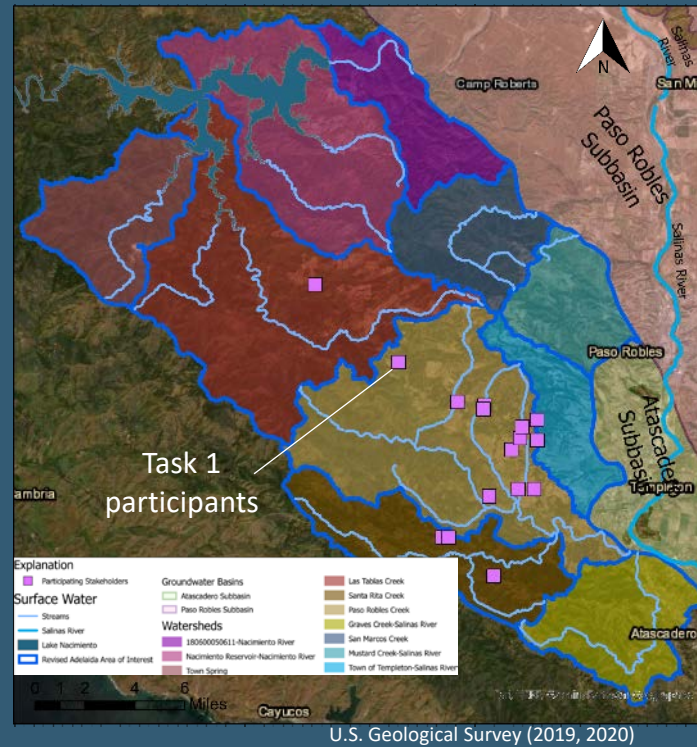 N
Salinas
River
Camp Roberts
San M
Paso Robles
Subbasin
Salinas River
Paso Robles
Atascadero
Subbasin
Templeton
Task 1
participants
ambria
Atascadero
Explanation
Participating Stakeholders
Surface Water
Streams
Salinas River
Lake Nacimiento
Revised Adelaida Area of Interest
Groundwater Basins
Atascadero Subbasin
Paso Robles Subbasin
Watersheds
180600050611-Nacimiento River
Nacimiento Reservoir-Nacimiento River
Town Spring
Las Tablas Creek
Santa Rita Creek
Paso Robles Creek
Graves Creek-Salinas River
San Marcos Creek
Mustard Creek-Salinas River
Town of Templeton-Salinas River
0 1 2 4 6
Miles
Cayucos
U.S. Geological Survey (2019, 2020)